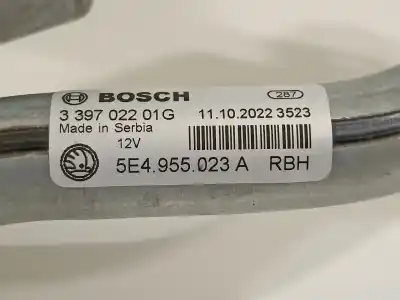 BOSCH 287
3 397 022 01G 11.10.2022 3523
Made in Serbia
12V
5E4.955.023 A RBH